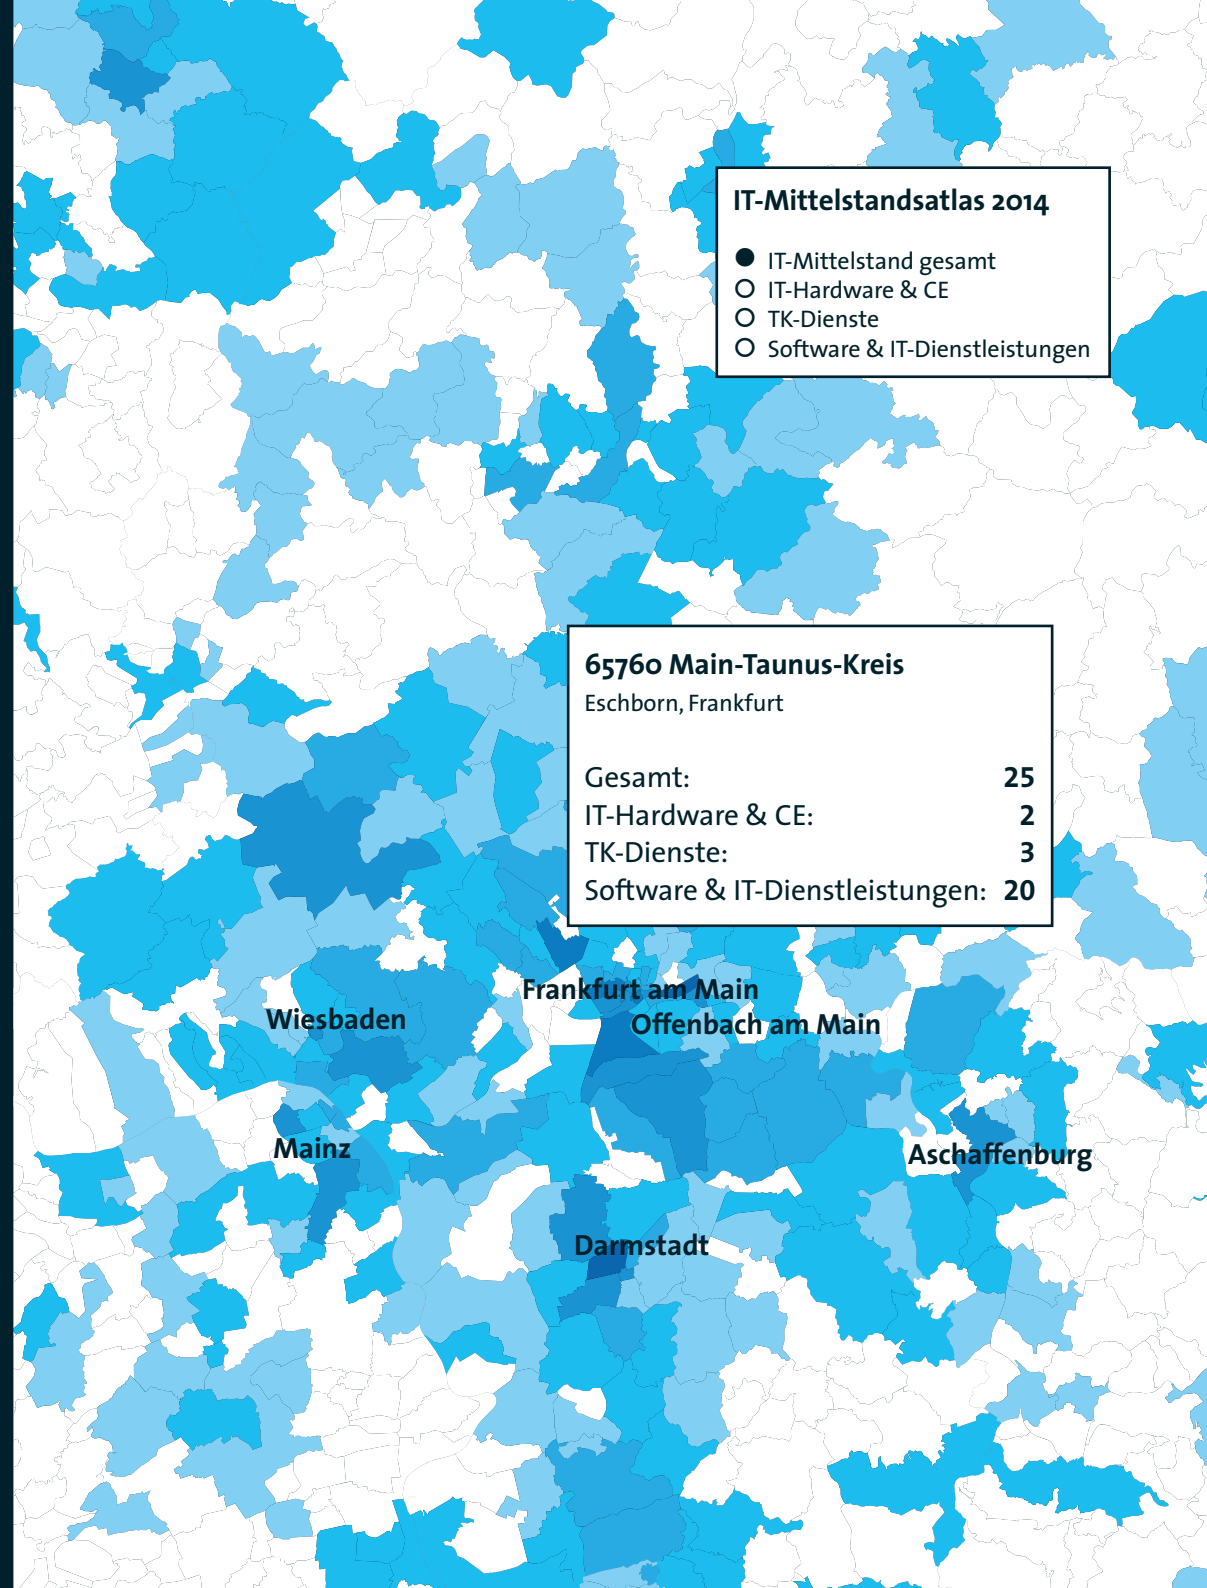 IT-Mittelstandsatlas 2014
IT-Mittelstand gesamt
IT-Hardware & CE
TK-Dienste
Software & IT-Dienstleistungen
65760 Main-Taunus-Kreis
Eschborn, Frankfurt
Gesamt: 25
IT-Hardware & CE: 2
TK-Dienste: 3
Software & IT-Dienstleistungen: 20
Frankfurt am Main
Wiesbaden
Offenbach am Main
Mainz
Aschaffenburg
Darmstadt